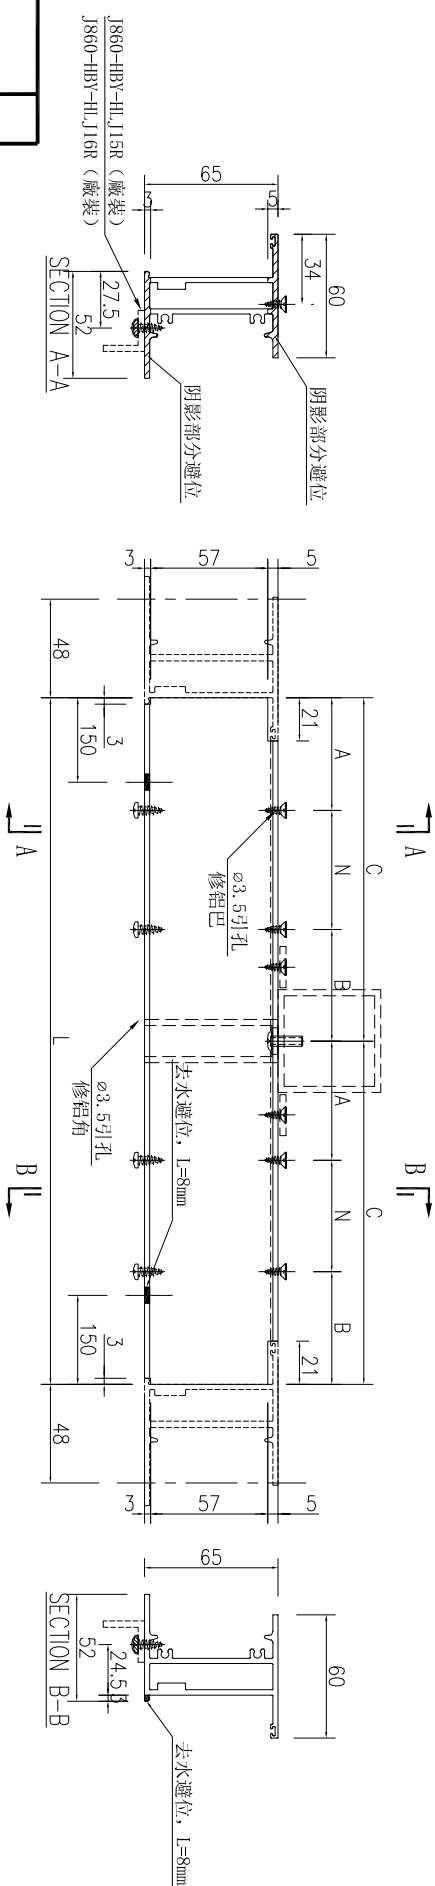 J860-HBY-HLJ15R（廠裝）
J860-HBY-HLJ16R（廠裝）
65
3
5
34
60
27.5
52
SECTION A-A
阴影部分避位
阴影部分避位
3
57
5
48
3
150
21
A
N
B
C
A
N
B
C
A
A
B
B
ø3.5引孔
修铝巴
ø3.5引孔
修铝角
去水避位，L=8mm
L
3
150
21
48
3
57
5
65
60
24.5
3
52
SECTION B-B
去水避位，L=8mm